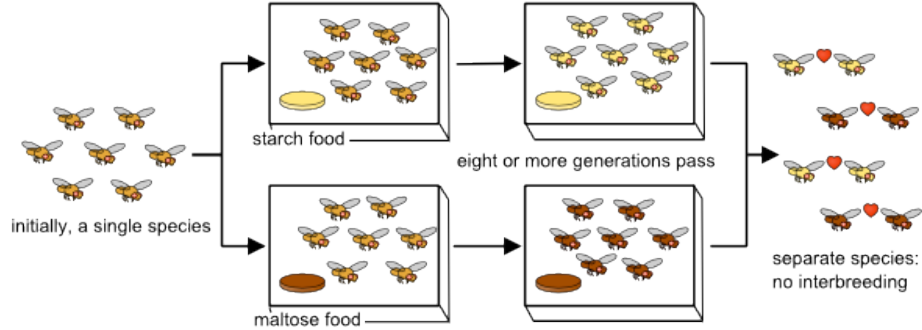 starch food
eight or more generations pass
initially, a single species
separate species:
no interbreeding
maltose food